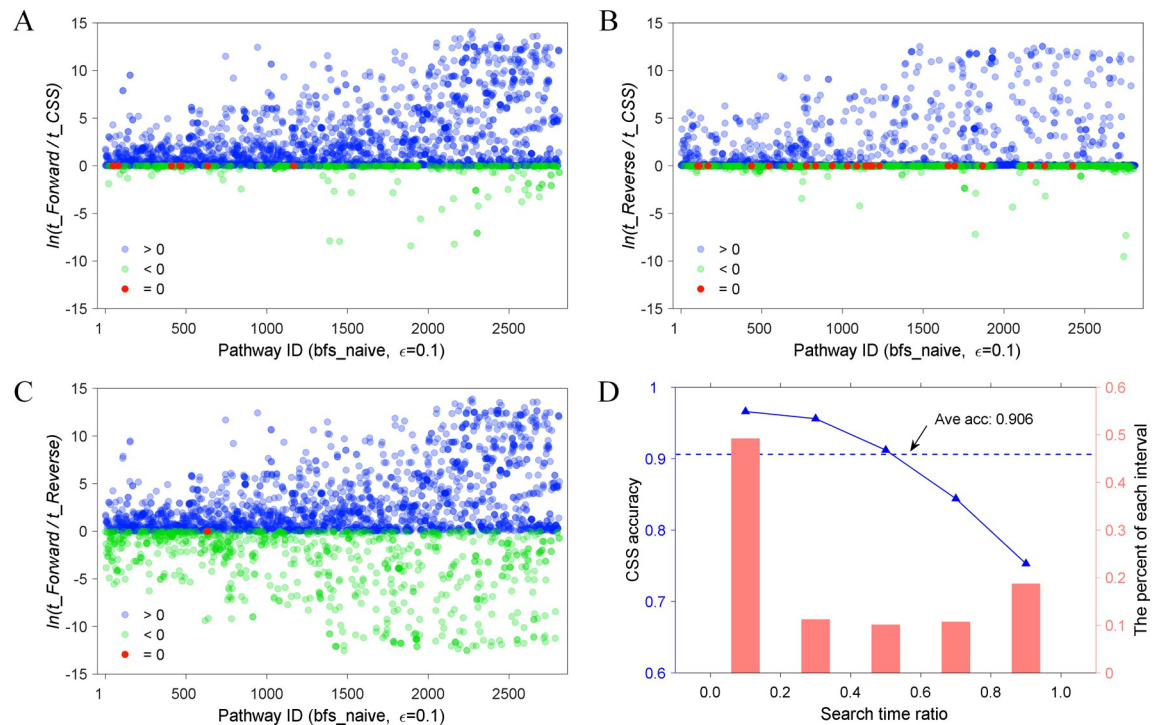 A
15
10
5
0
-5
-10
-15
ln(t_Forward / t_CSS)
> 0
< 0
= 0
1 500 1000 1500 2000 2500
Pathway ID (bfs_naive, ϵ=0.1)
B
15
10
5
0
-5
-10
-15
ln(t_Reverse / t_CSS)
> 0
< 0
= 0
1 500 1000 1500 2000 2500
Pathway ID (bfs_naive, ϵ=0.1)
C
15
10
5
0
-5
-10
-15
ln(t_Forward / t_Reverse)
> 0
< 0
= 0
1 500 1000 1500 2000 2500
Pathway ID (bfs_naive, ϵ=0.1)
D
1
0.9
0.8
0.7
0.6
CSS accuracy
Ave acc: 0.906
0.6
0.5
0.4
0.3
0.2
0.1
0
The percent of each interval
0.0 0.2 0.4 0.6 0.8 1.0
Search time ratio